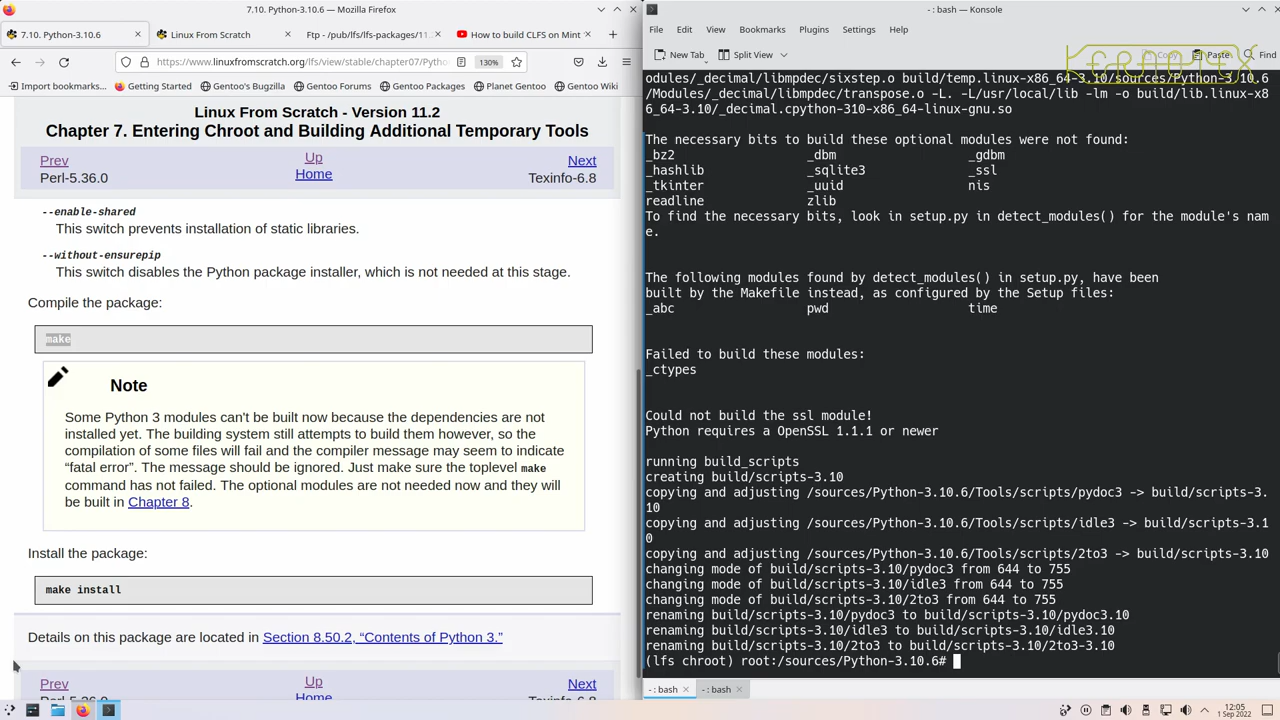 7.10. Python-3.10.6 — Mozilla Firefox
7.10. Python-3.10.6
Linux From Scratch
Ftp - /pub/lfs/lfs-packages/11.
How to build CLFS on Mint
https://www.linuxfromscratch.org/lfs/view/stable/chapter07/Pytho
130%
Import bookmarks...
Getting Started
Gentoo's Bugzilla
Gentoo Forums
Gentoo Packages
Planet Gentoo
Gentoo Wiki
Linux From Scratch - Version 11.2
Chapter 7. Entering Chroot and Building Additional Temporary Tools
Prev
Up
Next
Perl-5.36.0
Home
Texinfo-6.8
--enable-shared
This switch prevents installation of static libraries.
--without-ensurepip
This switch disables the Python package installer, which is not needed at this stage.
Compile the package:
make
Note
Some Python 3 modules can't be built now because the dependencies are not
installed yet. The building system still attempts to build them however, so the
compilation of some files will fail and the compiler message may seem to indicate
“fatal error”. The message should be ignored. Just make sure the toplevel make
command has not failed. The optional modules are not needed now and they will
be built in Chapter 8.
Install the package:
make install
Details on this package are located in Section 8.50.2, “Contents of Python 3.”
Prev
Up
Next
Perl-5.36.0
Home
Texinfo-6.8
- : bash — Konsole
File Edit View Bookmarks Plugins Settings Help
New Tab
Split View
Copy
Paste
Find
odules/_decimal/libmpdec/sixstep.o build/temp.linux-x86_64-3.10/sources/Python-3.10.6
/Modules/_decimal/libmpdec/transpose.o -L. -L/usr/local/lib -lm -o build/lib.linux-x8
6_64-3.10/_decimal.cpython-310-x86_64-linux-gnu.so
The necessary bits to build these optional modules were not found:
_bz2 _dbm _gdbm
_hashlib _sqlite3 _ssl
_tkinter _uuid nis
readline zlib
To find the necessary bits, look in setup.py in detect_modules() for the module's nam
e.
The following modules found by detect_modules() in setup.py, have been
built by the Makefile instead, as configured by the Setup files:
_abc pwd time
Failed to build these modules:
_ctypes
Could not build the ssl module!
Python requires a OpenSSL 1.1.1 or newer
running build_scripts
creating build/scripts-3.10
copying and adjusting /sources/Python-3.10.6/Tools/scripts/pydoc3 -> build/scripts-3.
10
copying and adjusting /sources/Python-3.10.6/Tools/scripts/idle3 -> build/scripts-3.1
0
copying and adjusting /sources/Python-3.10.6/Tools/scripts/2to3 -> build/scripts-3.10
changing mode of build/scripts-3.10/pydoc3 from 644 to 755
changing mode of build/scripts-3.10/idle3 from 644 to 755
changing mode of build/scripts-3.10/2to3 from 644 to 755
renaming build/scripts-3.10/pydoc3 to build/scripts-3.10/pydoc3.10
renaming build/scripts-3.10/idle3 to build/scripts-3.10/idle3.10
renaming build/scripts-3.10/2to3 to build/scripts-3.10/2to3-3.10
(lfs chroot) root:/sources/Python-3.10.6#
- : bash
- : bash
12:05
1 Sep 2022